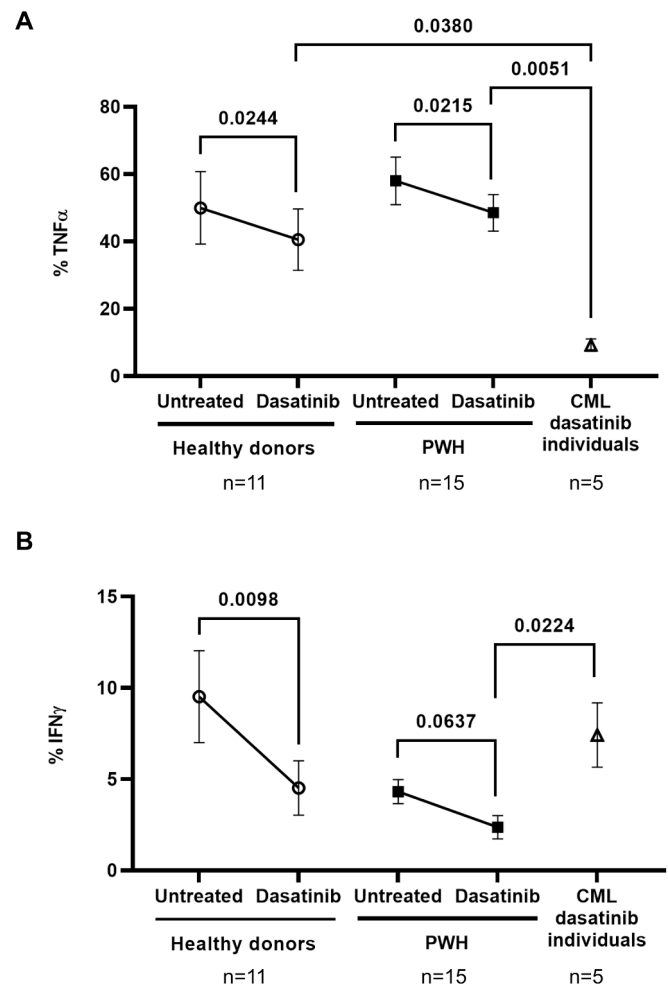 A
0.0380
0.0051
0.0244
0.0215
80
60
40
20
0
% TNFα
Untreated Dasatinib Untreated Dasatinib CML
dasatinib
individuals
Healthy donors PWH
n=11 n=15 n=5
B
15
10
5
0
% IFNγ
0.0098
0.0224
0.0637
Untreated Dasatinib Untreated Dasatinib CML
dasatinib
individuals
Healthy donors PWH
n=11 n=15 n=5